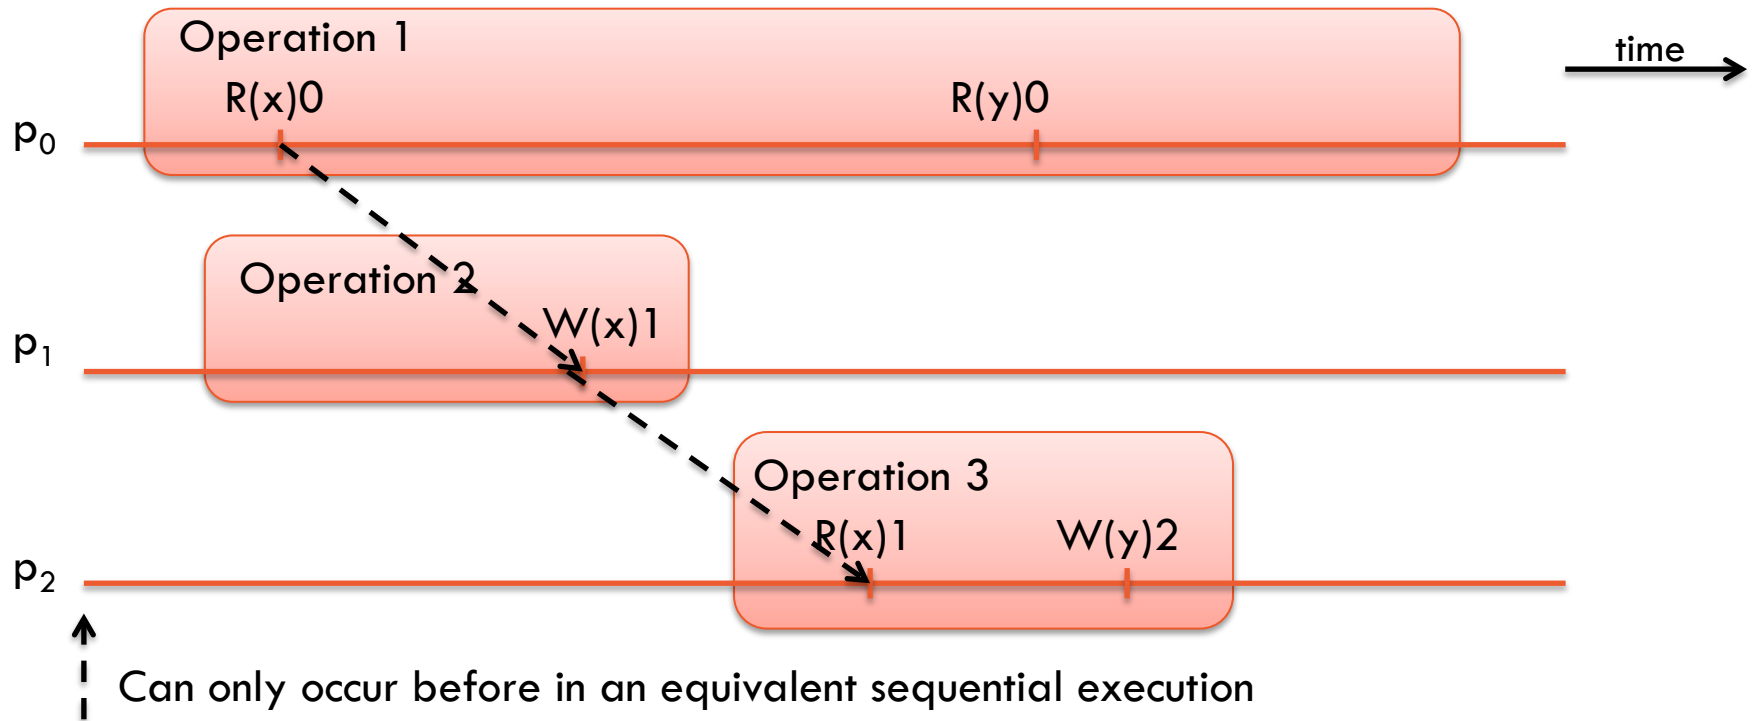 Operation 1
time
R(x)0
R(y)0
p0
Operation 2
W(x)1
p1
Operation 3
R(x)1
W(y)2
p2
Can only occur before in an equivalent sequential execution